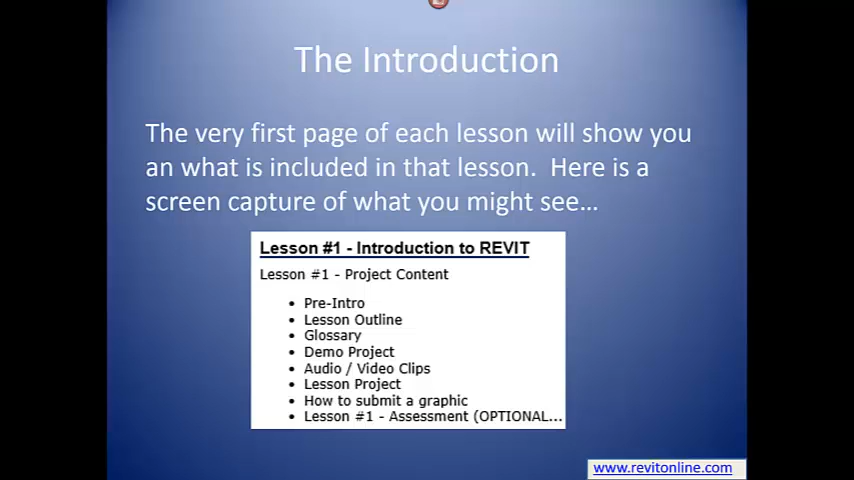 The Introduction
The very first page of each lesson will show you
an what is included in that lesson.  Here is a
screen capture of what you might see…
Lesson #1 - Introduction to REVIT
Lesson #1 - Project Content
• Pre-Intro
• Lesson Outline
• Glossary
• Demo Project
• Audio / Video Clips
• Lesson Project
• How to submit a graphic
• Lesson #1 - Assessment (OPTIONAL...
www.revitonline.com